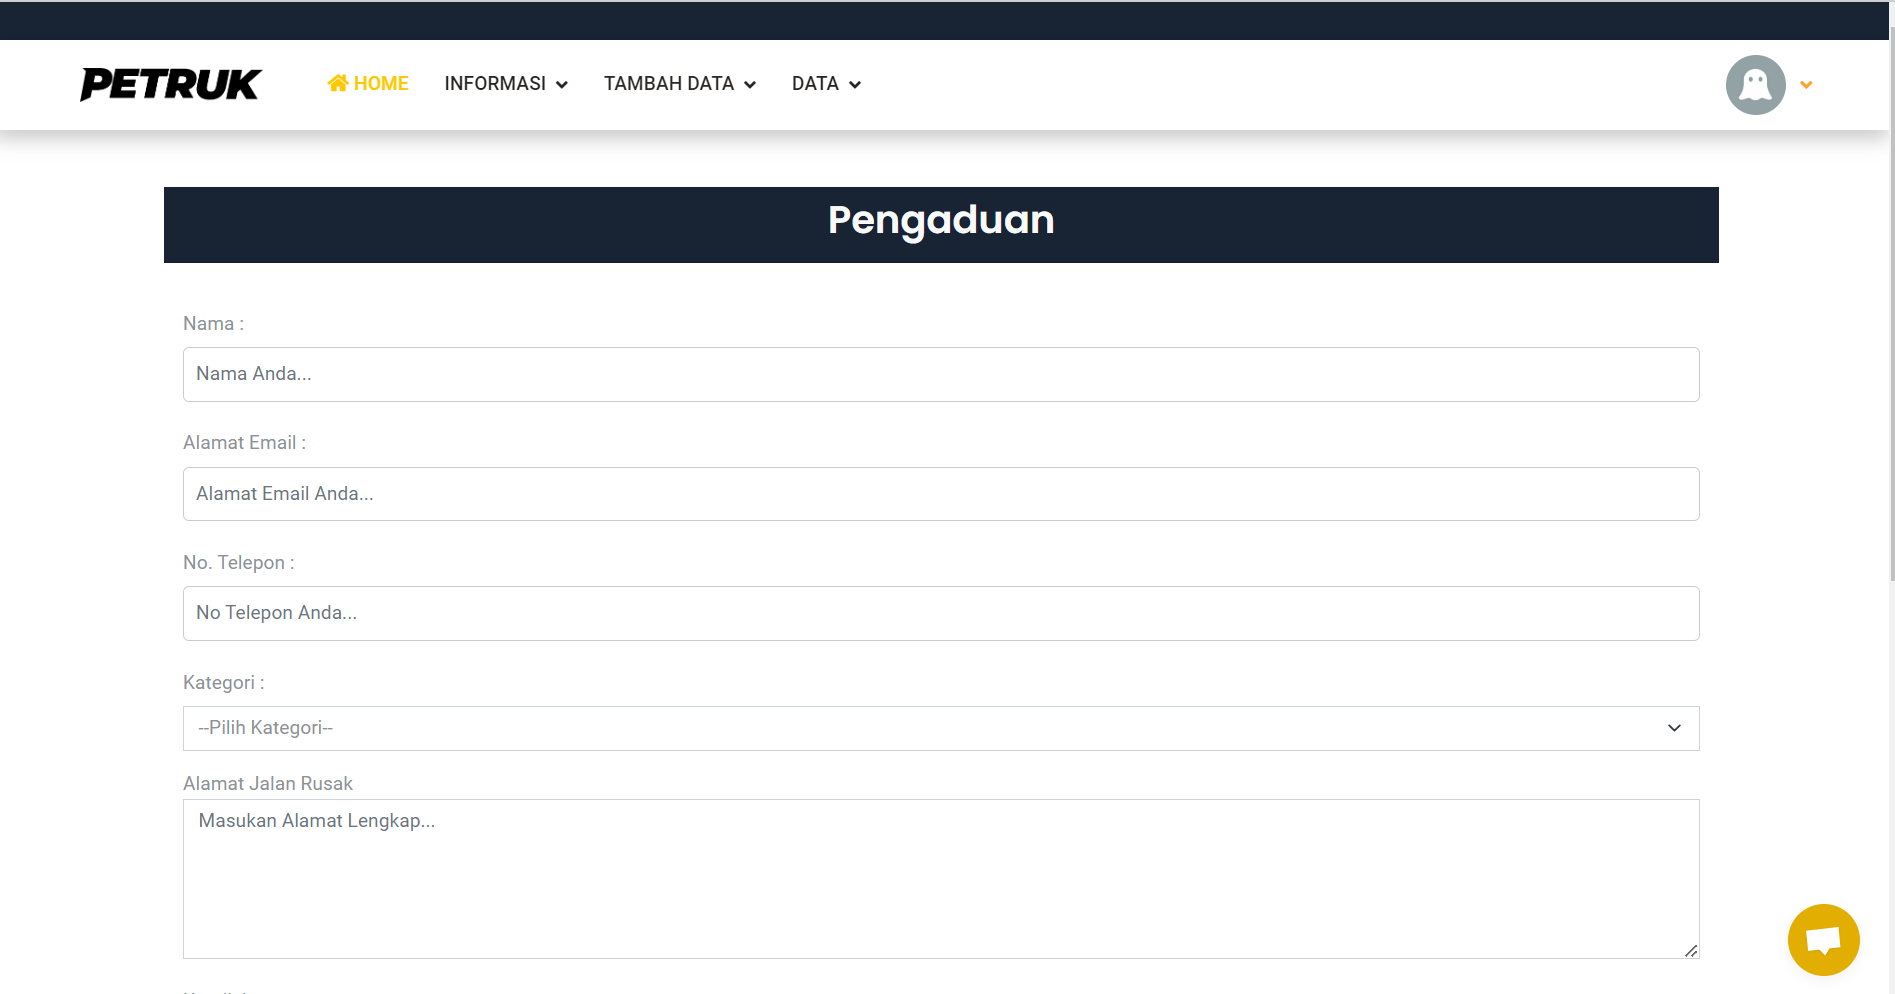 PETRUK
HOME INFORMASI TAMBAH DATA DATA
Pengaduan
Nama :
Nama Anda...
Alamat Email :
Alamat Email Anda...
No. Telepon :
No Telepon Anda...
Kategori :
--Pilih Kategori--
Alamat Jalan Rusak
Masukan Alamat Lengkap...